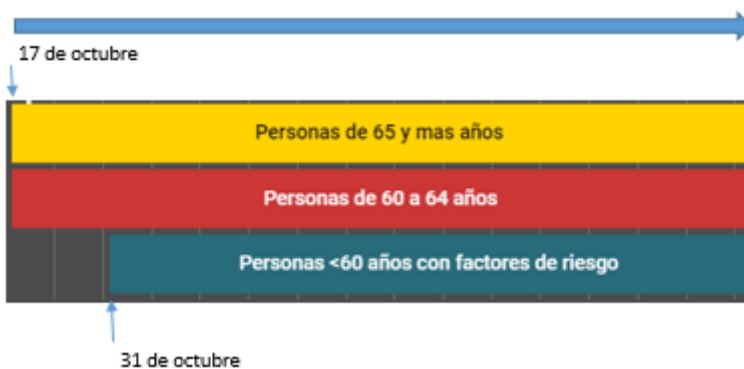 17 de octubre
Personas de 65 y mas años
Personas de 60 a 64 años
Personas <60 años con factores de riesgo
31 de octubre